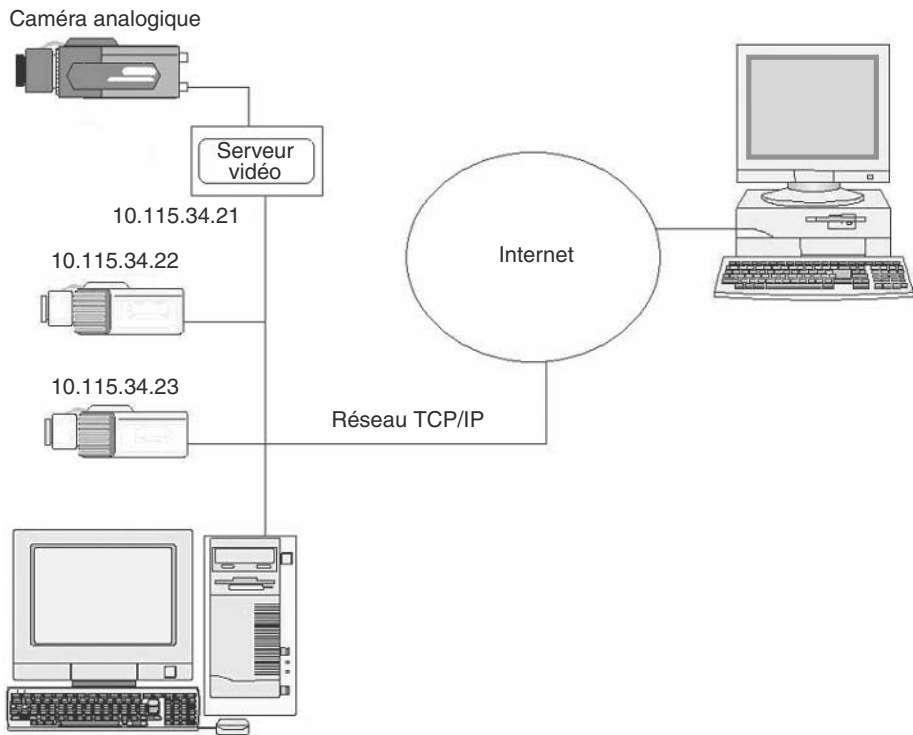 Caméra analogique
Serveur
vidéo
10.115.34.21
10.115.34.22
Internet
10.115.34.23
Réseau TCP/IP